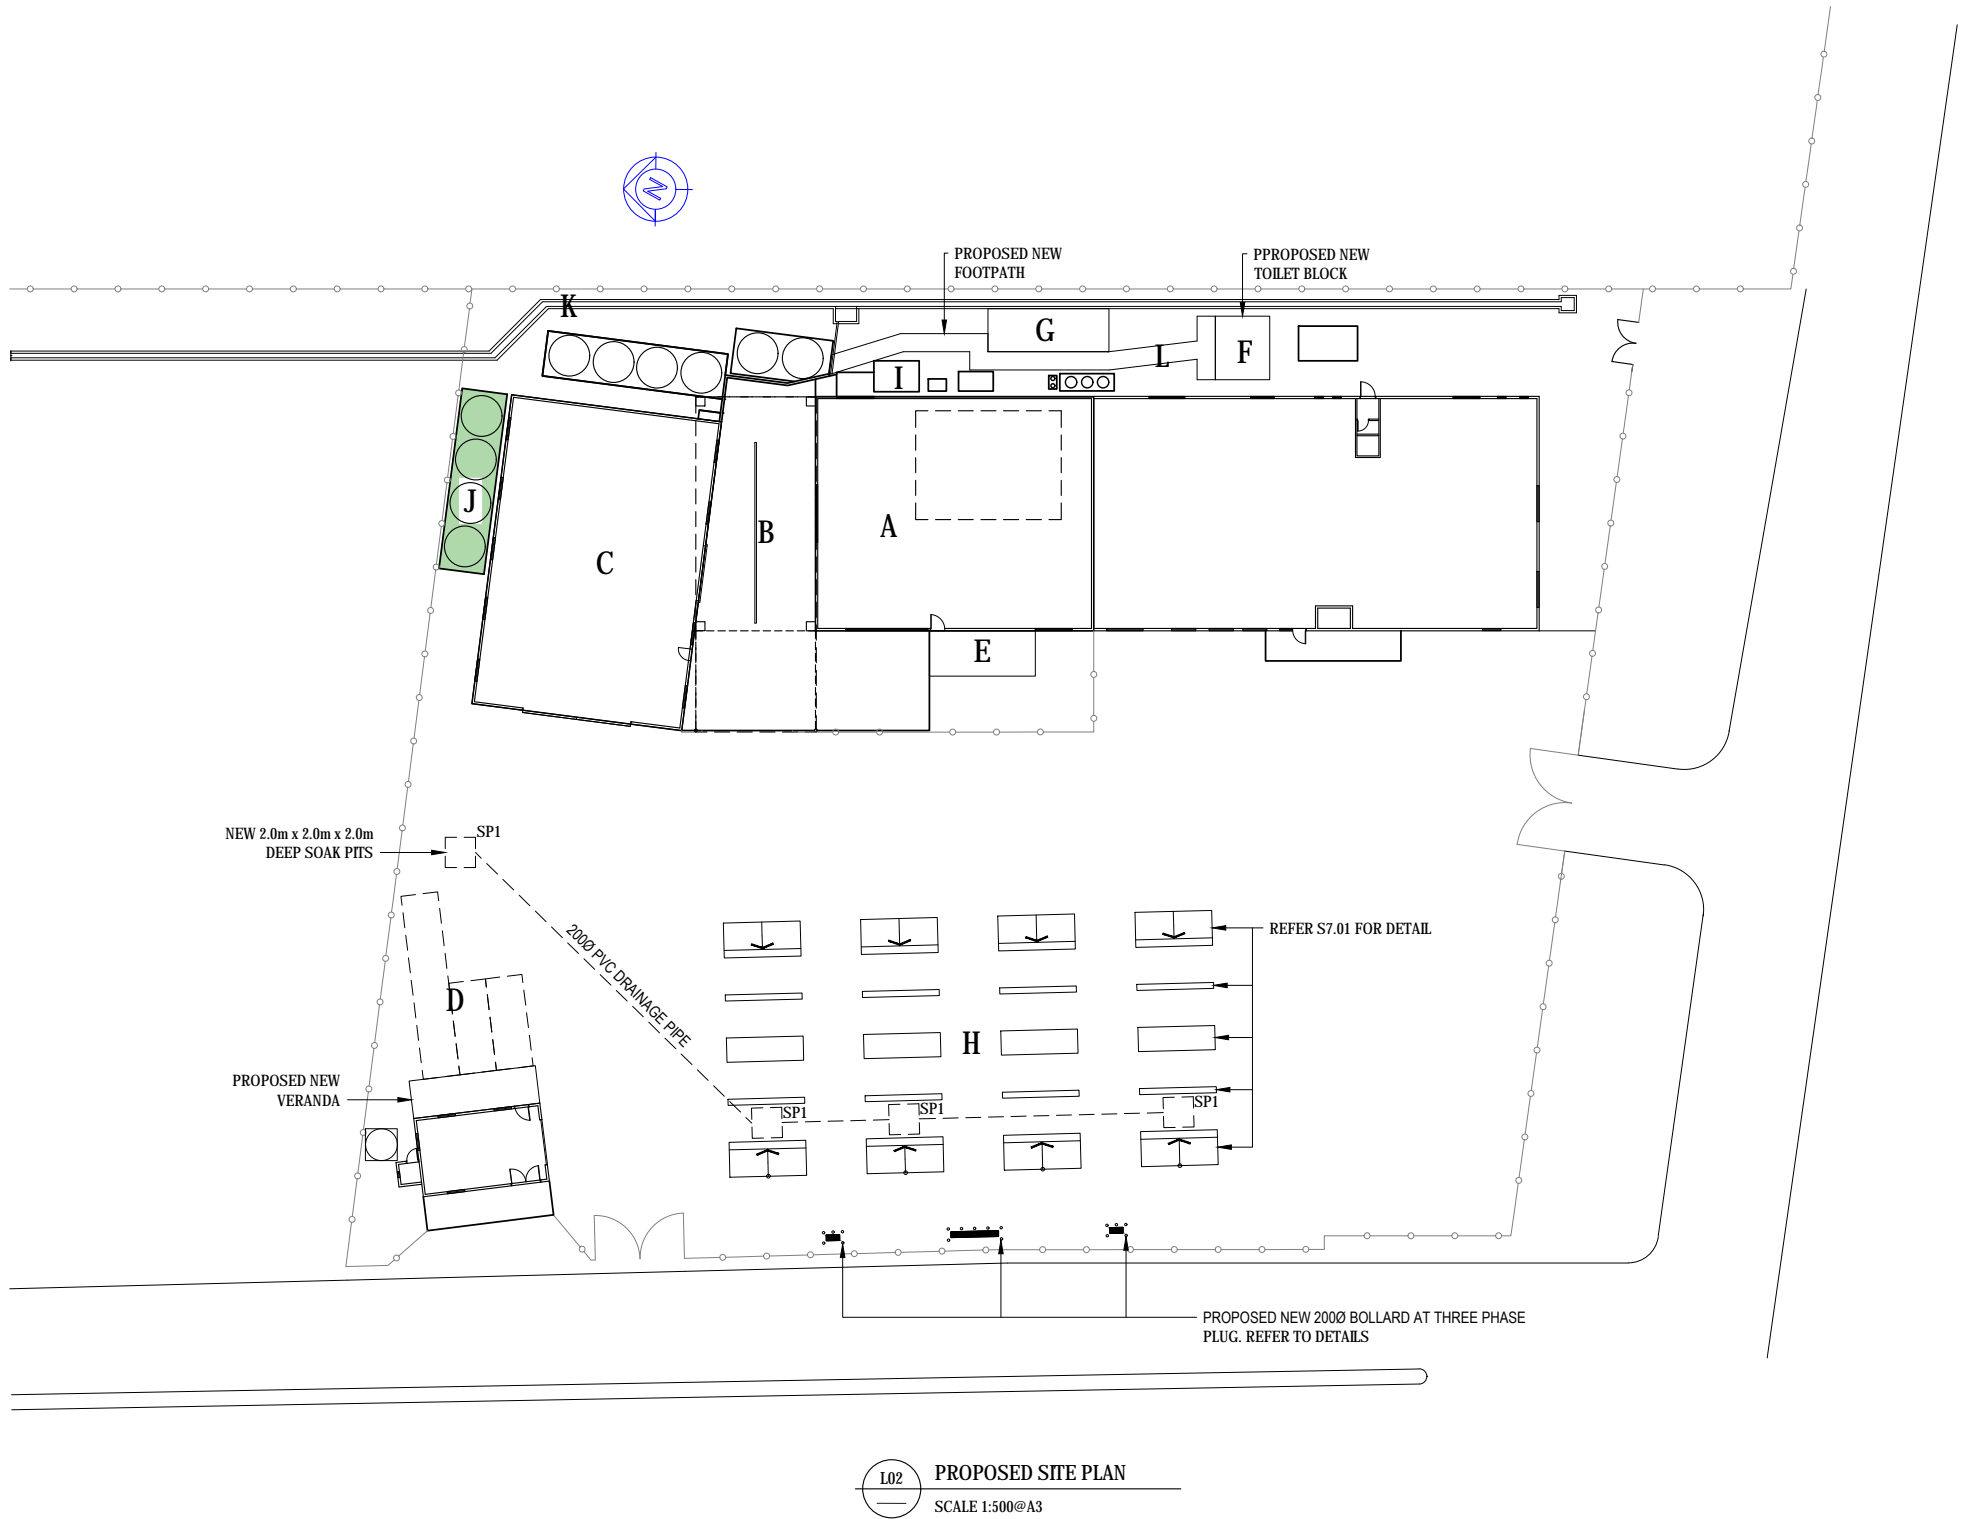 N
PROPOSED NEW
FOOTPATH
PPROPOSED NEW
TOILET BLOCK
K
G
L
F
I
J
C
B
A
E
NEW 2.0m x 2.0m x 2.0m
DEEP SOAK PITS
SP1
200Ø PVC DRAINAGE PIPE
REFER S7.01 FOR DETAIL
D
H
PROPOSED NEW
VERANDA
SP1
SP1
SP1
PROPOSED NEW 200Ø BOLLARD AT THREE PHASE
PLUG. REFER TO DETAILS
L02
PROPOSED SITE PLAN
SCALE 1:500@A3